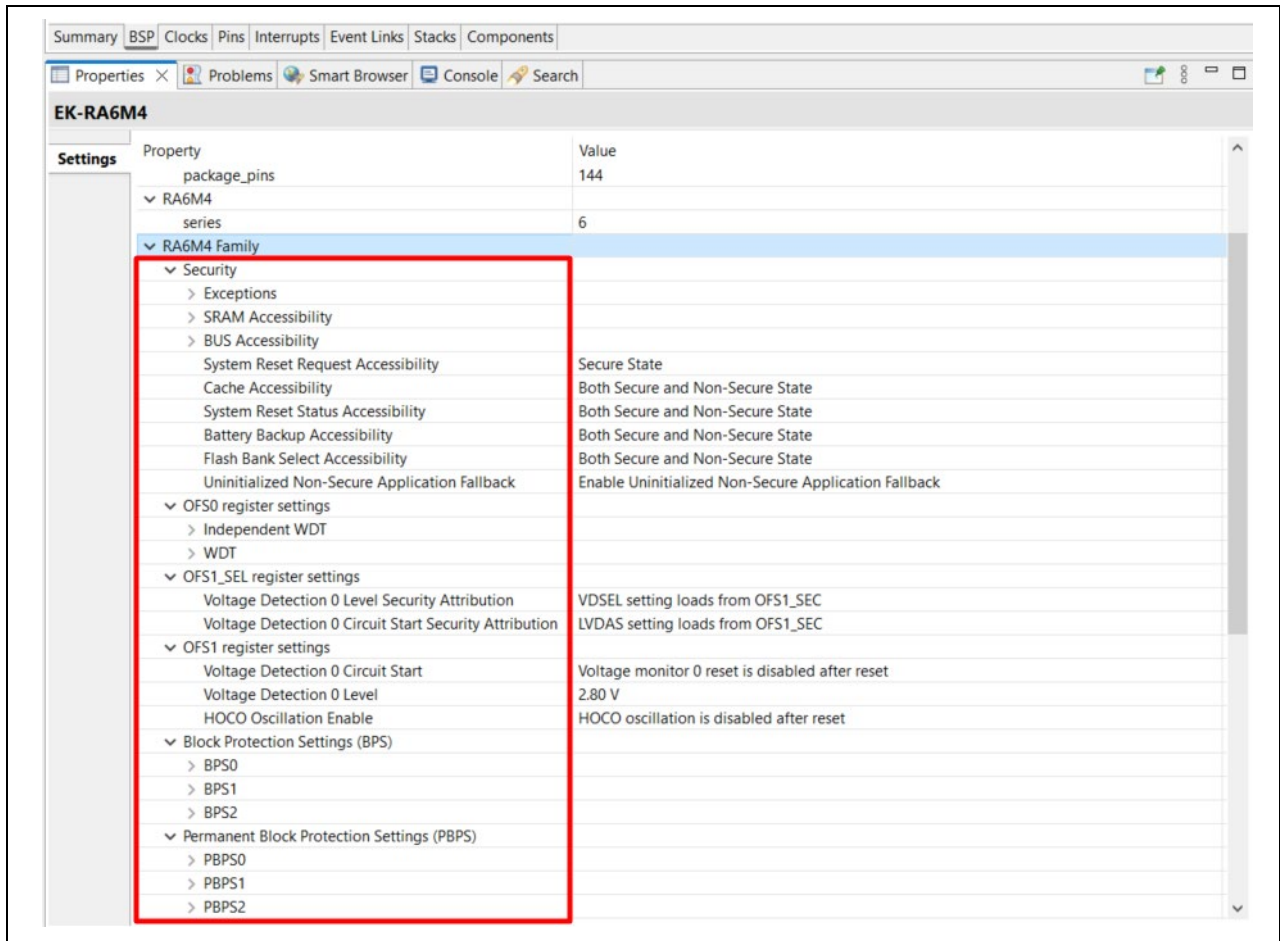 Summary BSP Clocks Pins Interrupts Event Links Stacks Components
Properties Problems Smart Browser Console Search
EK-RA6M4
Settings Property Value
package_pins 144
RA6M4
series 6
RA6M4 Family
Security
Exceptions
SRAM Accessibility
BUS Accessibility
System Reset Request Accessibility Secure State
Cache Accessibility Both Secure and Non-Secure State
System Reset Status Accessibility Both Secure and Non-Secure State
Battery Backup Accessibility Both Secure and Non-Secure State
Flash Bank Select Accessibility Both Secure and Non-Secure State
Uninitialized Non-Secure Application Fallback Enable Uninitialized Non-Secure Application Fallback
OFS0 register settings
Independent WDT
WDT
OFS1_SEL register settings
Voltage Detection 0 Level Security Attribution VDSEL setting loads from OFS1_SEC
Voltage Detection 0 Circuit Start Security Attribution LVDAS setting loads from OFS1_SEC
OFS1 register settings
Voltage Detection 0 Circuit Start Voltage monitor 0 reset is disabled after reset
Voltage Detection 0 Level 2.80 V
HOCO Oscillation Enable HOCO oscillation is disabled after reset
Block Protection Settings (BPS)
BPS0
BPS1
BPS2
Permanent Block Protection Settings (PBPS)
PBPS0
PBPS1
PBPS2